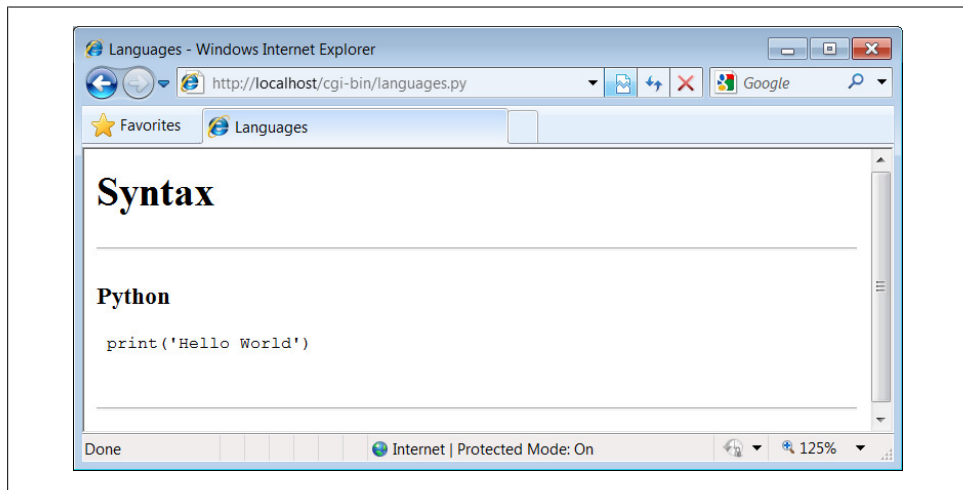 Languages - Windows Internet Explorer
http://localhost/cgi-bin/languages.py
Google
Favorites
Languages
Syntax
Python
print('Hello World')
Done
Internet | Protected Mode: On
125%